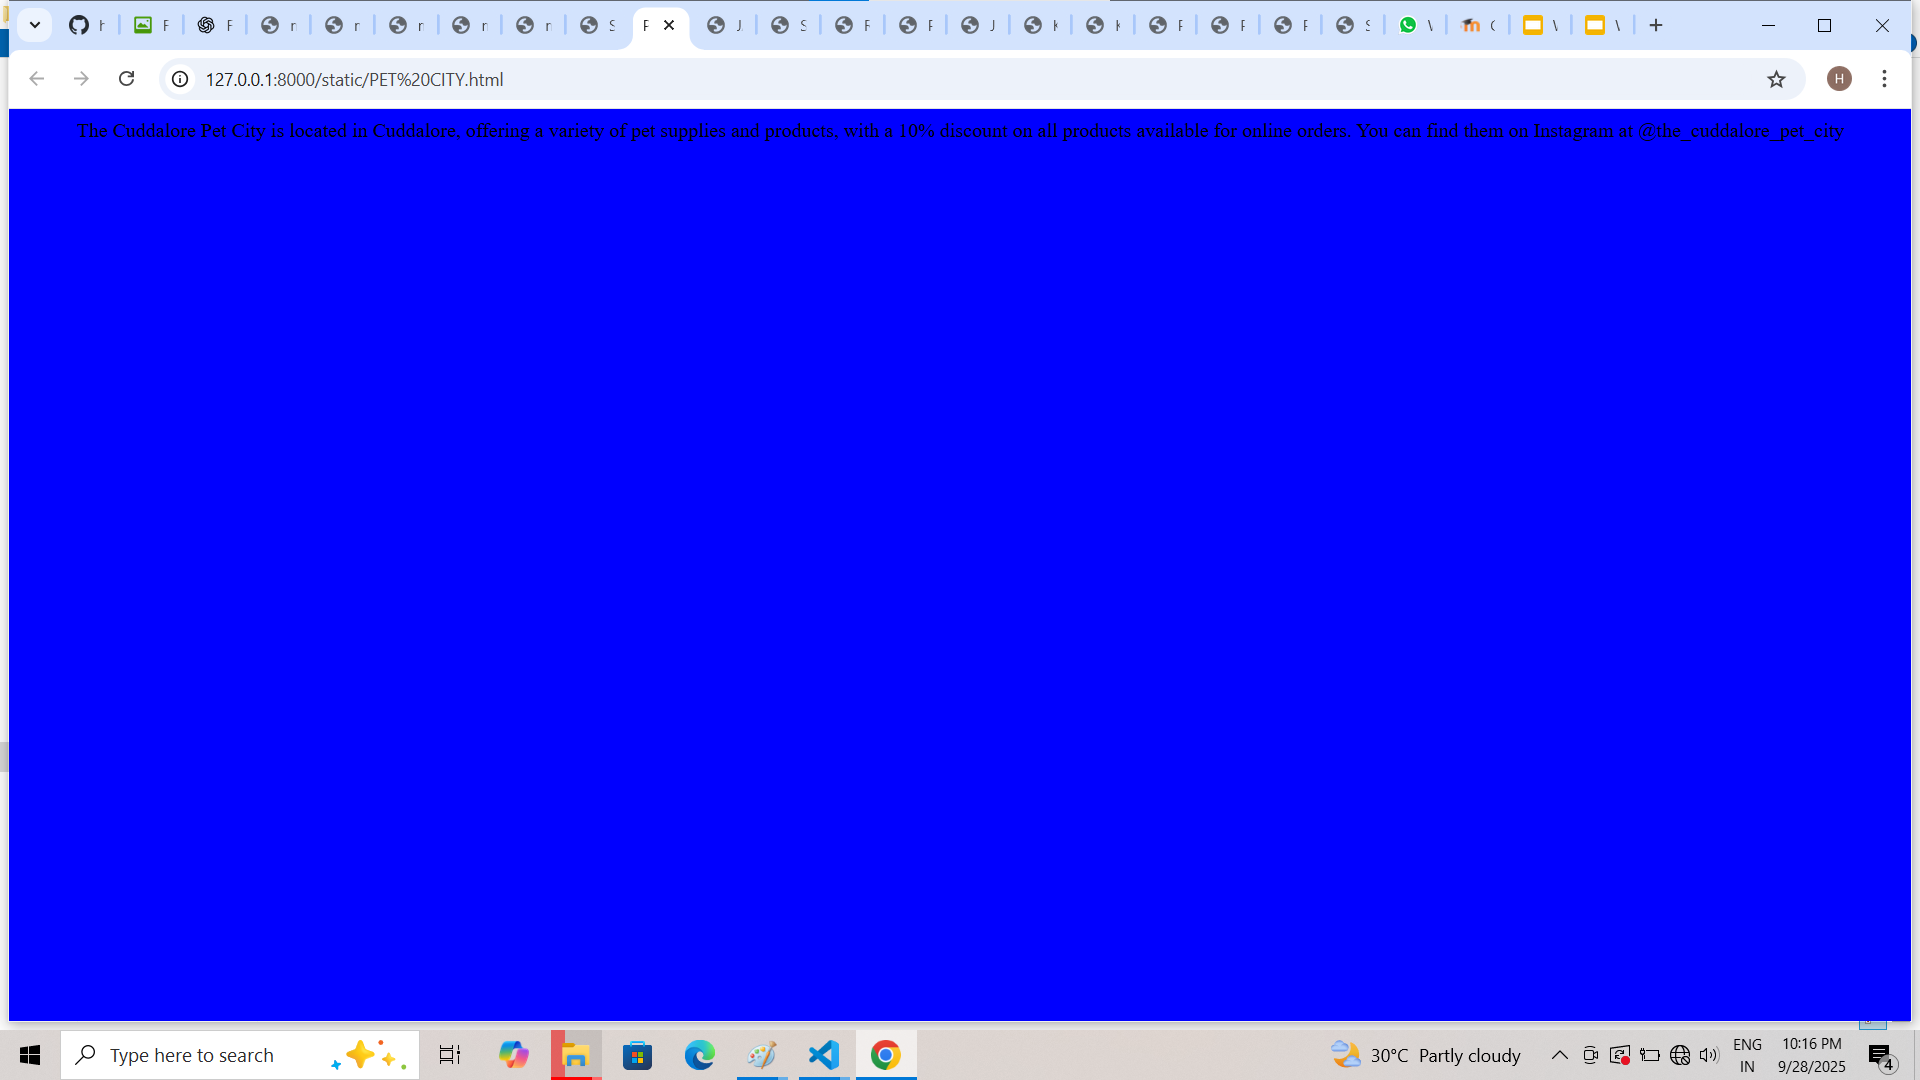 127.0.0.1:8000/static/PET%20CITY.html
H
The Cuddalore Pet City is located in Cuddalore, offering a variety of pet supplies and products, with a 10% discount on all products available for online orders. You can find them on Instagram at @the_cuddalore_pet_city
Type here to search
30°C Partly cloudy
ENG
IN
10:16 PM
9/28/2025
4